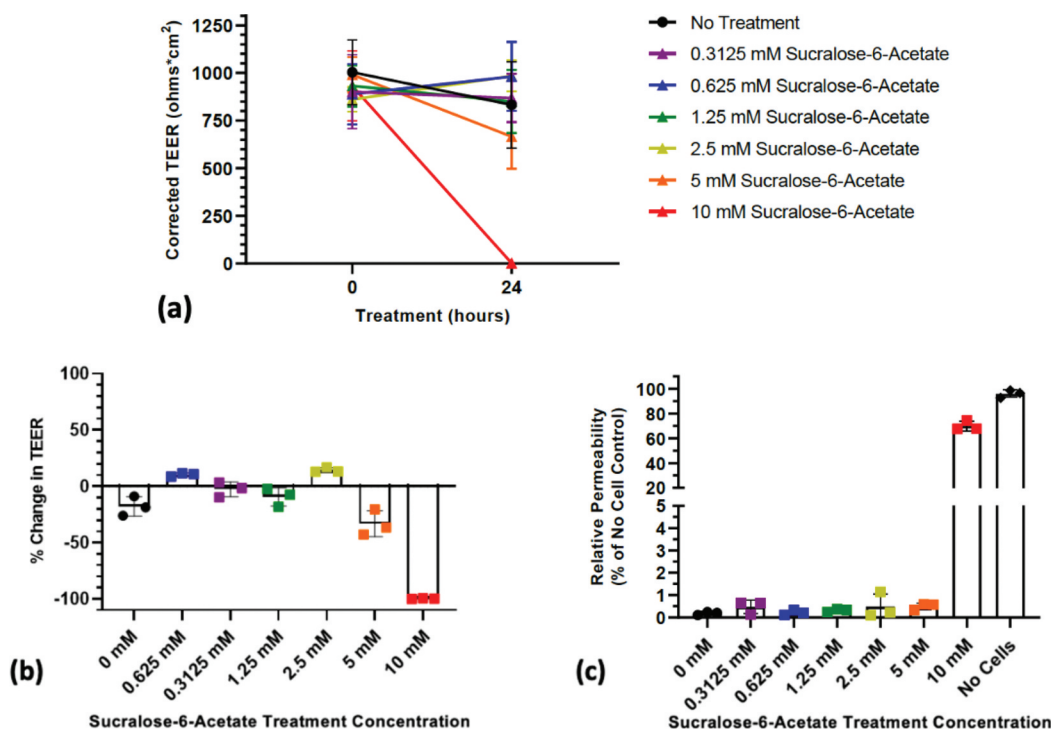 1250
1000
750
500
250
0
Corrected TEER (ohms*cm²)
0
24
Treatment (hours)
(a)
No Treatment
0.3125 mM Sucralose-6-Acetate
0.625 mM Sucralose-6-Acetate
1.25 mM Sucralose-6-Acetate
2.5 mM Sucralose-6-Acetate
5 mM Sucralose-6-Acetate
10 mM Sucralose-6-Acetate
100
50
0
-50
-100
% Change in TEER
0 mM
0.625 mM
0.3125 mM
1.25 mM
2.5 mM
5 mM
10 mM
(b)
Sucralose-6-Acetate Treatment Concentration
100
80
60
40
20
5
4
3
2
1
0
Relative Permeability
(% of No Cell Control)
0 mM
0.3125 mM
0.625 mM
1.25 mM
2.5 mM
5 mM
10 mM
No Cells
(c)
Sucralose-6-Acetate Treatment Concentration